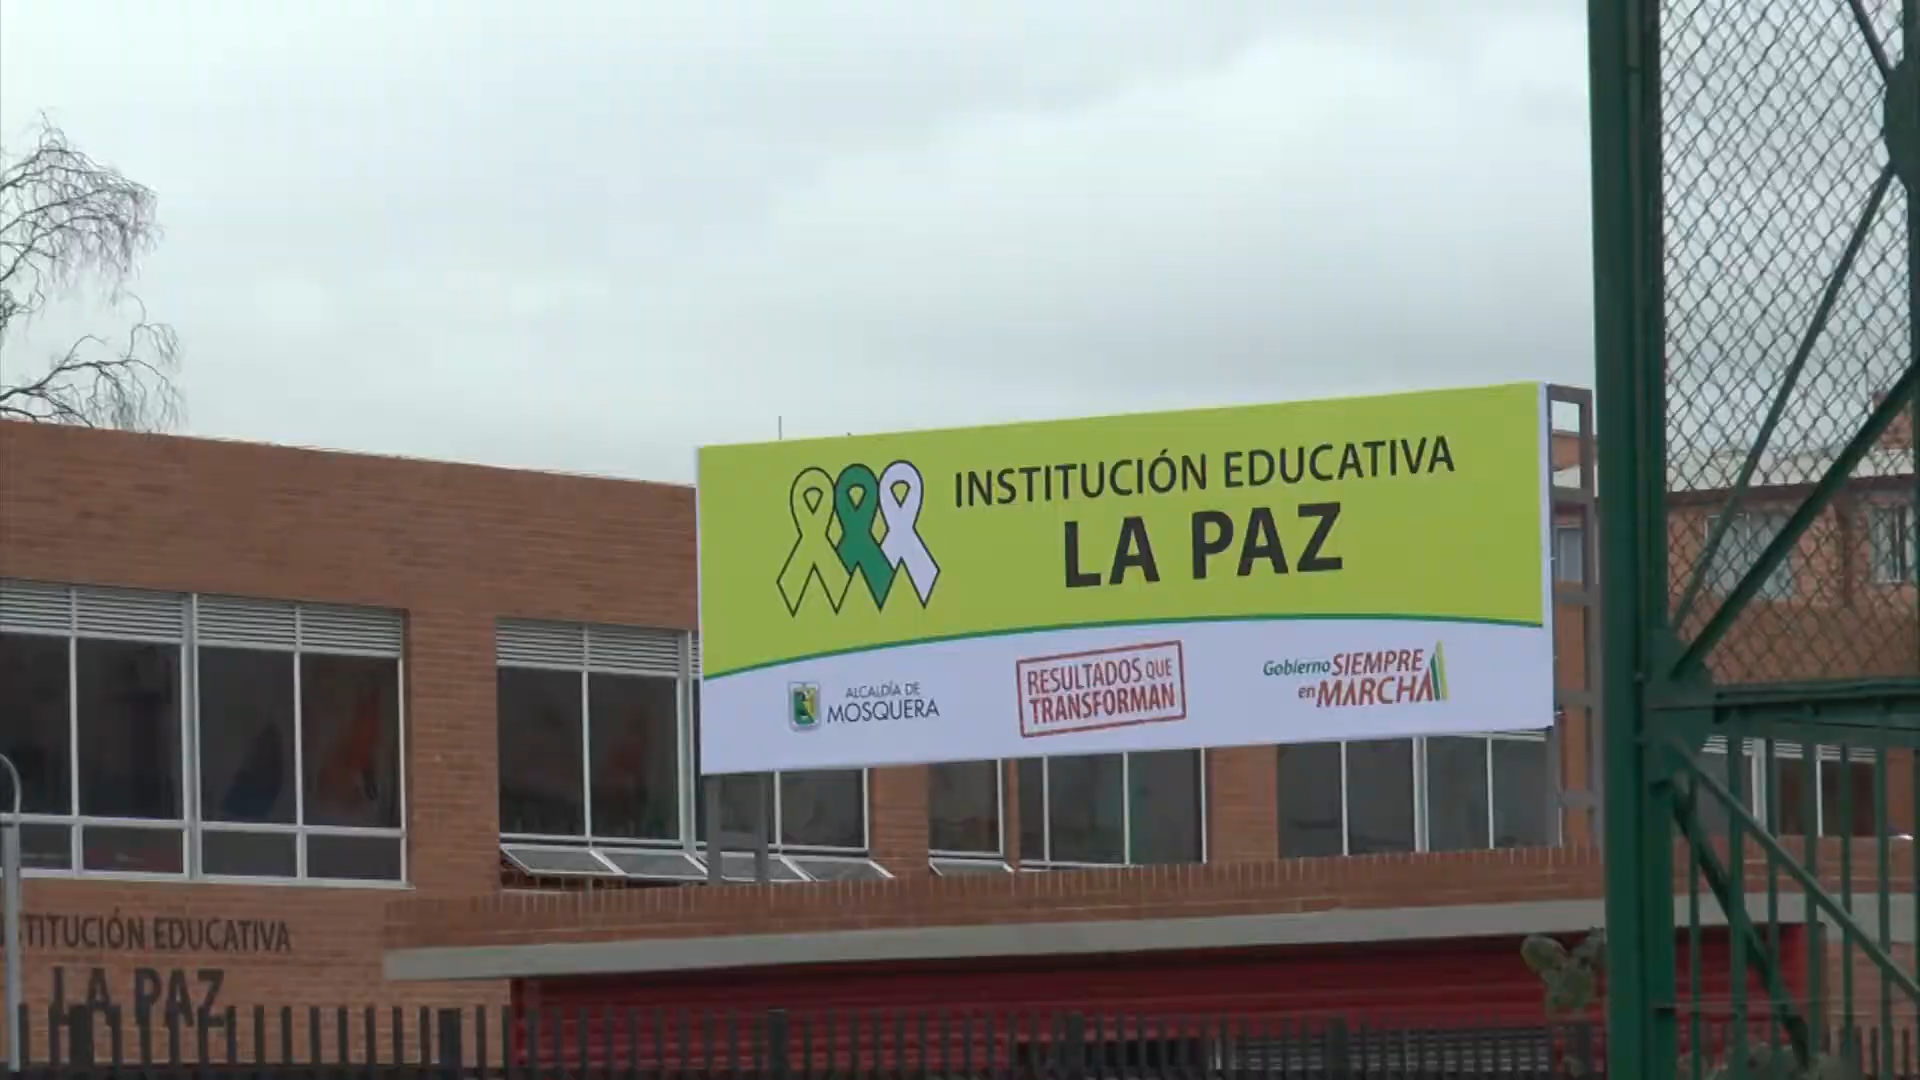 INSTITUCIÓN EDUCATIVA
LA PAZ
ALCALDÍA DE
MOSQUERA
RESULTADOS QUE
TRANSFORMAN
Gobierno SIEMPRE
en MARCHA
TITUCIÓN EDUCATIVA
LA PAZ